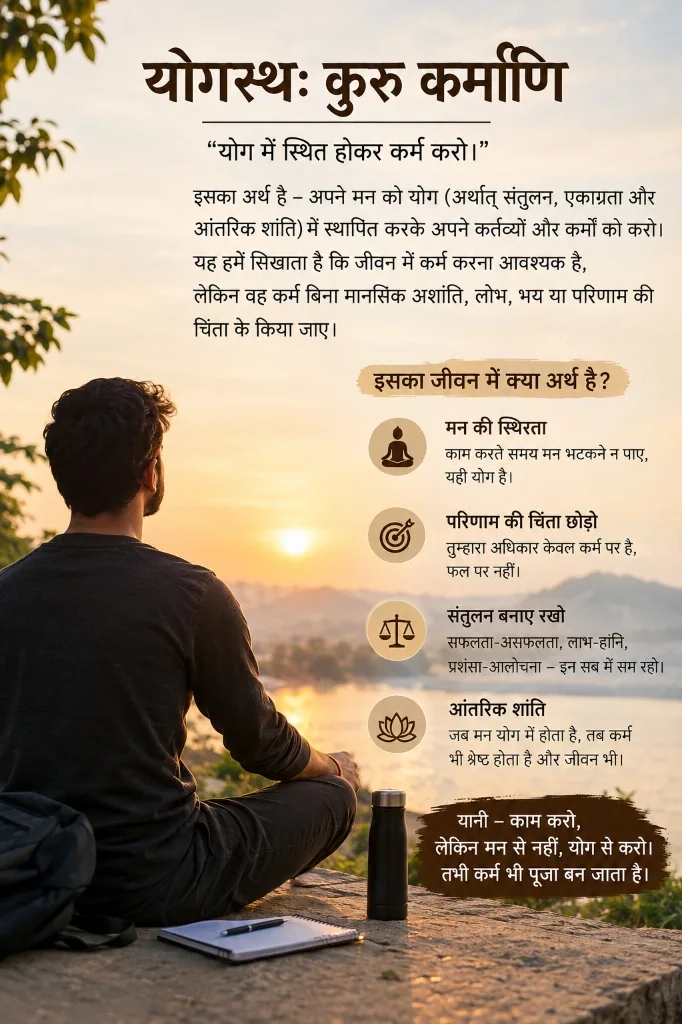 योगस्थः कुरु कर्माणि
“योग में स्थित होकर कर्म करो।”
इसका अर्थ है – अपने मन को योग (अर्थात् संतुलन, एकाग्रता और
आंतरिक शांति) में स्थापित करके अपने कर्तव्यों और कर्मों को करो।
यह हमें सिखाता है कि जीवन में कर्म करना आवश्यक है,
लेकिन वह कर्म बिना मानसिक अशांति, लोभ, भय या परिणाम की
चिंता के किया जाए।
इसका जीवन में क्या अर्थ है?
मन की स्थिरता
काम करते समय मन भटकने न पाए,
यही योग है।
परिणाम की चिंता छोड़ो
तुम्हारा अधिकार केवल कर्म पर है,
फल पर नहीं।
संतुलन बनाए रखो
सफलता-असफलता, लाभ-हानि,
प्रशंसा-आलोचना – इन सब में सम रहो।
आंतरिक शांति
जब मन योग में होता है, तब कर्म
भी श्रेष्ठ होता है और जीवन भी।
यानी – काम करो,
लेकिन मन से नहीं, योग से करो।
तभी कर्म भी पूजा बन जाता है।